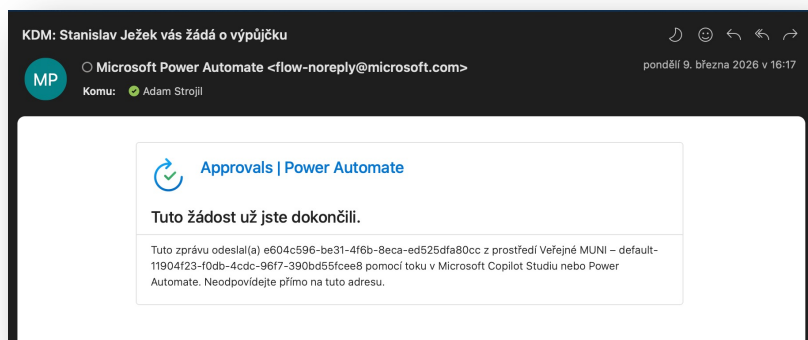 KDM: Stanislav Ježek vás žádá o výpůjčku
MP
Microsoft Power Automate <flow-noreply@microsoft.com>
pondělí 9. března 2026 v 16:17
Komu: Adam Strojil
Approvals | Power Automate
Tuto žádost už jste dokončili.
Tuto zprávu odeslal(a) e604c596-be31-4f6b-8eca-ed525dfa80cc z prostředí Veřejné MUNI – default-
11904f23-f0db-4cdc-96f7-390bd55fcee8 pomocí toku v Microsoft Copilot Studiu nebo Power
Automate. Neodpovídejte přímo na tuto adresu.